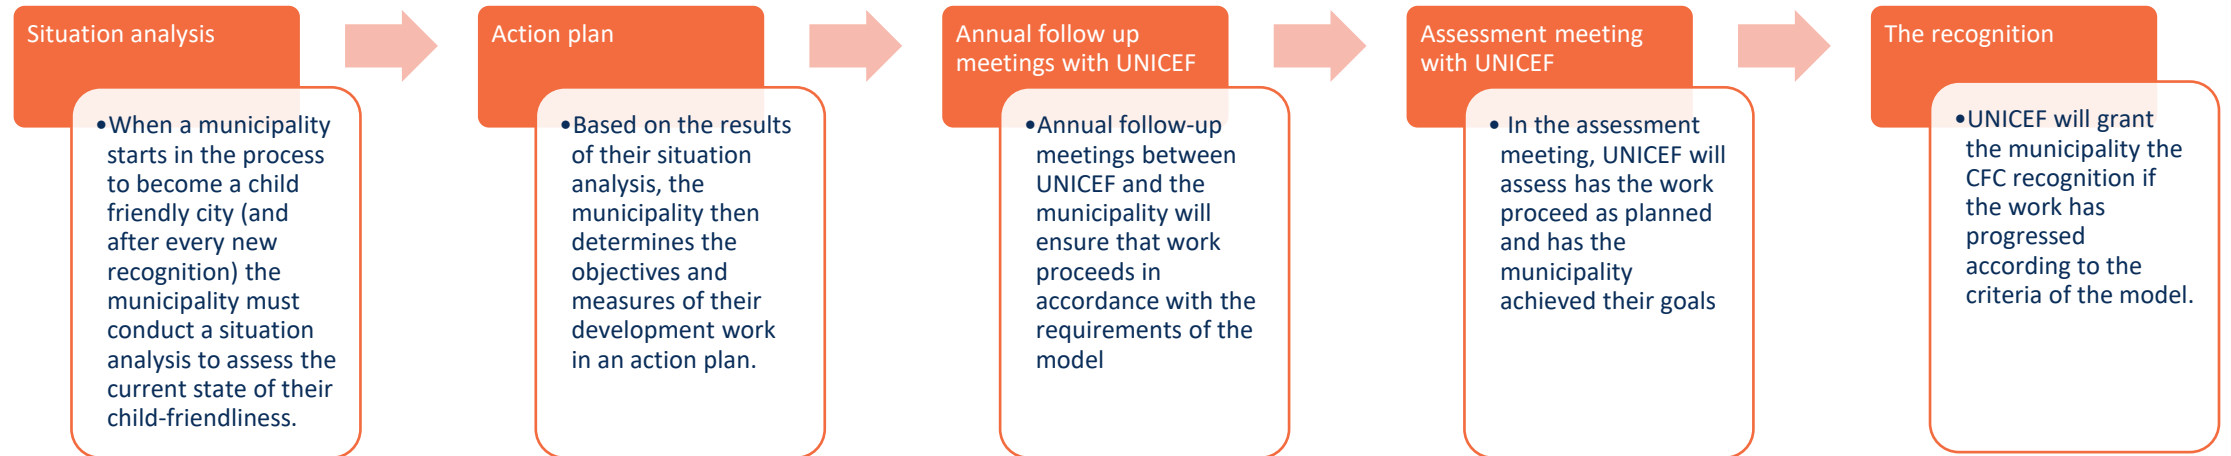 Situation analysis
•When a municipality
starts in the process
to become a child
friendly city (and
after every new
recognition) the
municipality must
conduct a situation
analysis to assess the
current state of their
child-friendliness.
Action plan
•Based on the results
of their situation
analysis, the
municipality then
determines the
objectives and
measures of their
development work
in an action plan.
Annual follow up
meetings with UNICEF
•Annual follow-up
meetings between
UNICEF and the
municipality will
ensure that work
proceeds in
accordance with the
requirements of the
model
Assessment meeting
with UNICEF
• In the assessment
meeting, UNICEF will
assess has the work
proceed as planned
and has the
municipality
achieved their goals
The recognition
•UNICEF will grant
the municipality the
CFC recognition if
the work has
progressed
according to the
criteria of the model.